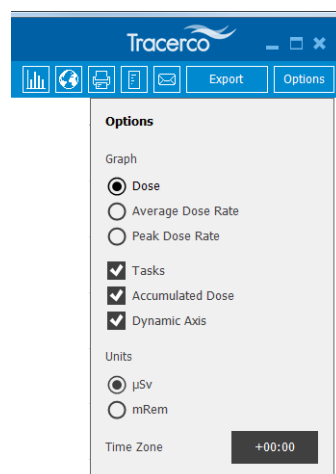 Tracerco
Export Options
Options
Graph
Dose
Average Dose Rate
Peak Dose Rate
Tasks
Accumulated Dose
Dynamic Axis
Units
µSv
mRem
Time Zone +00:00